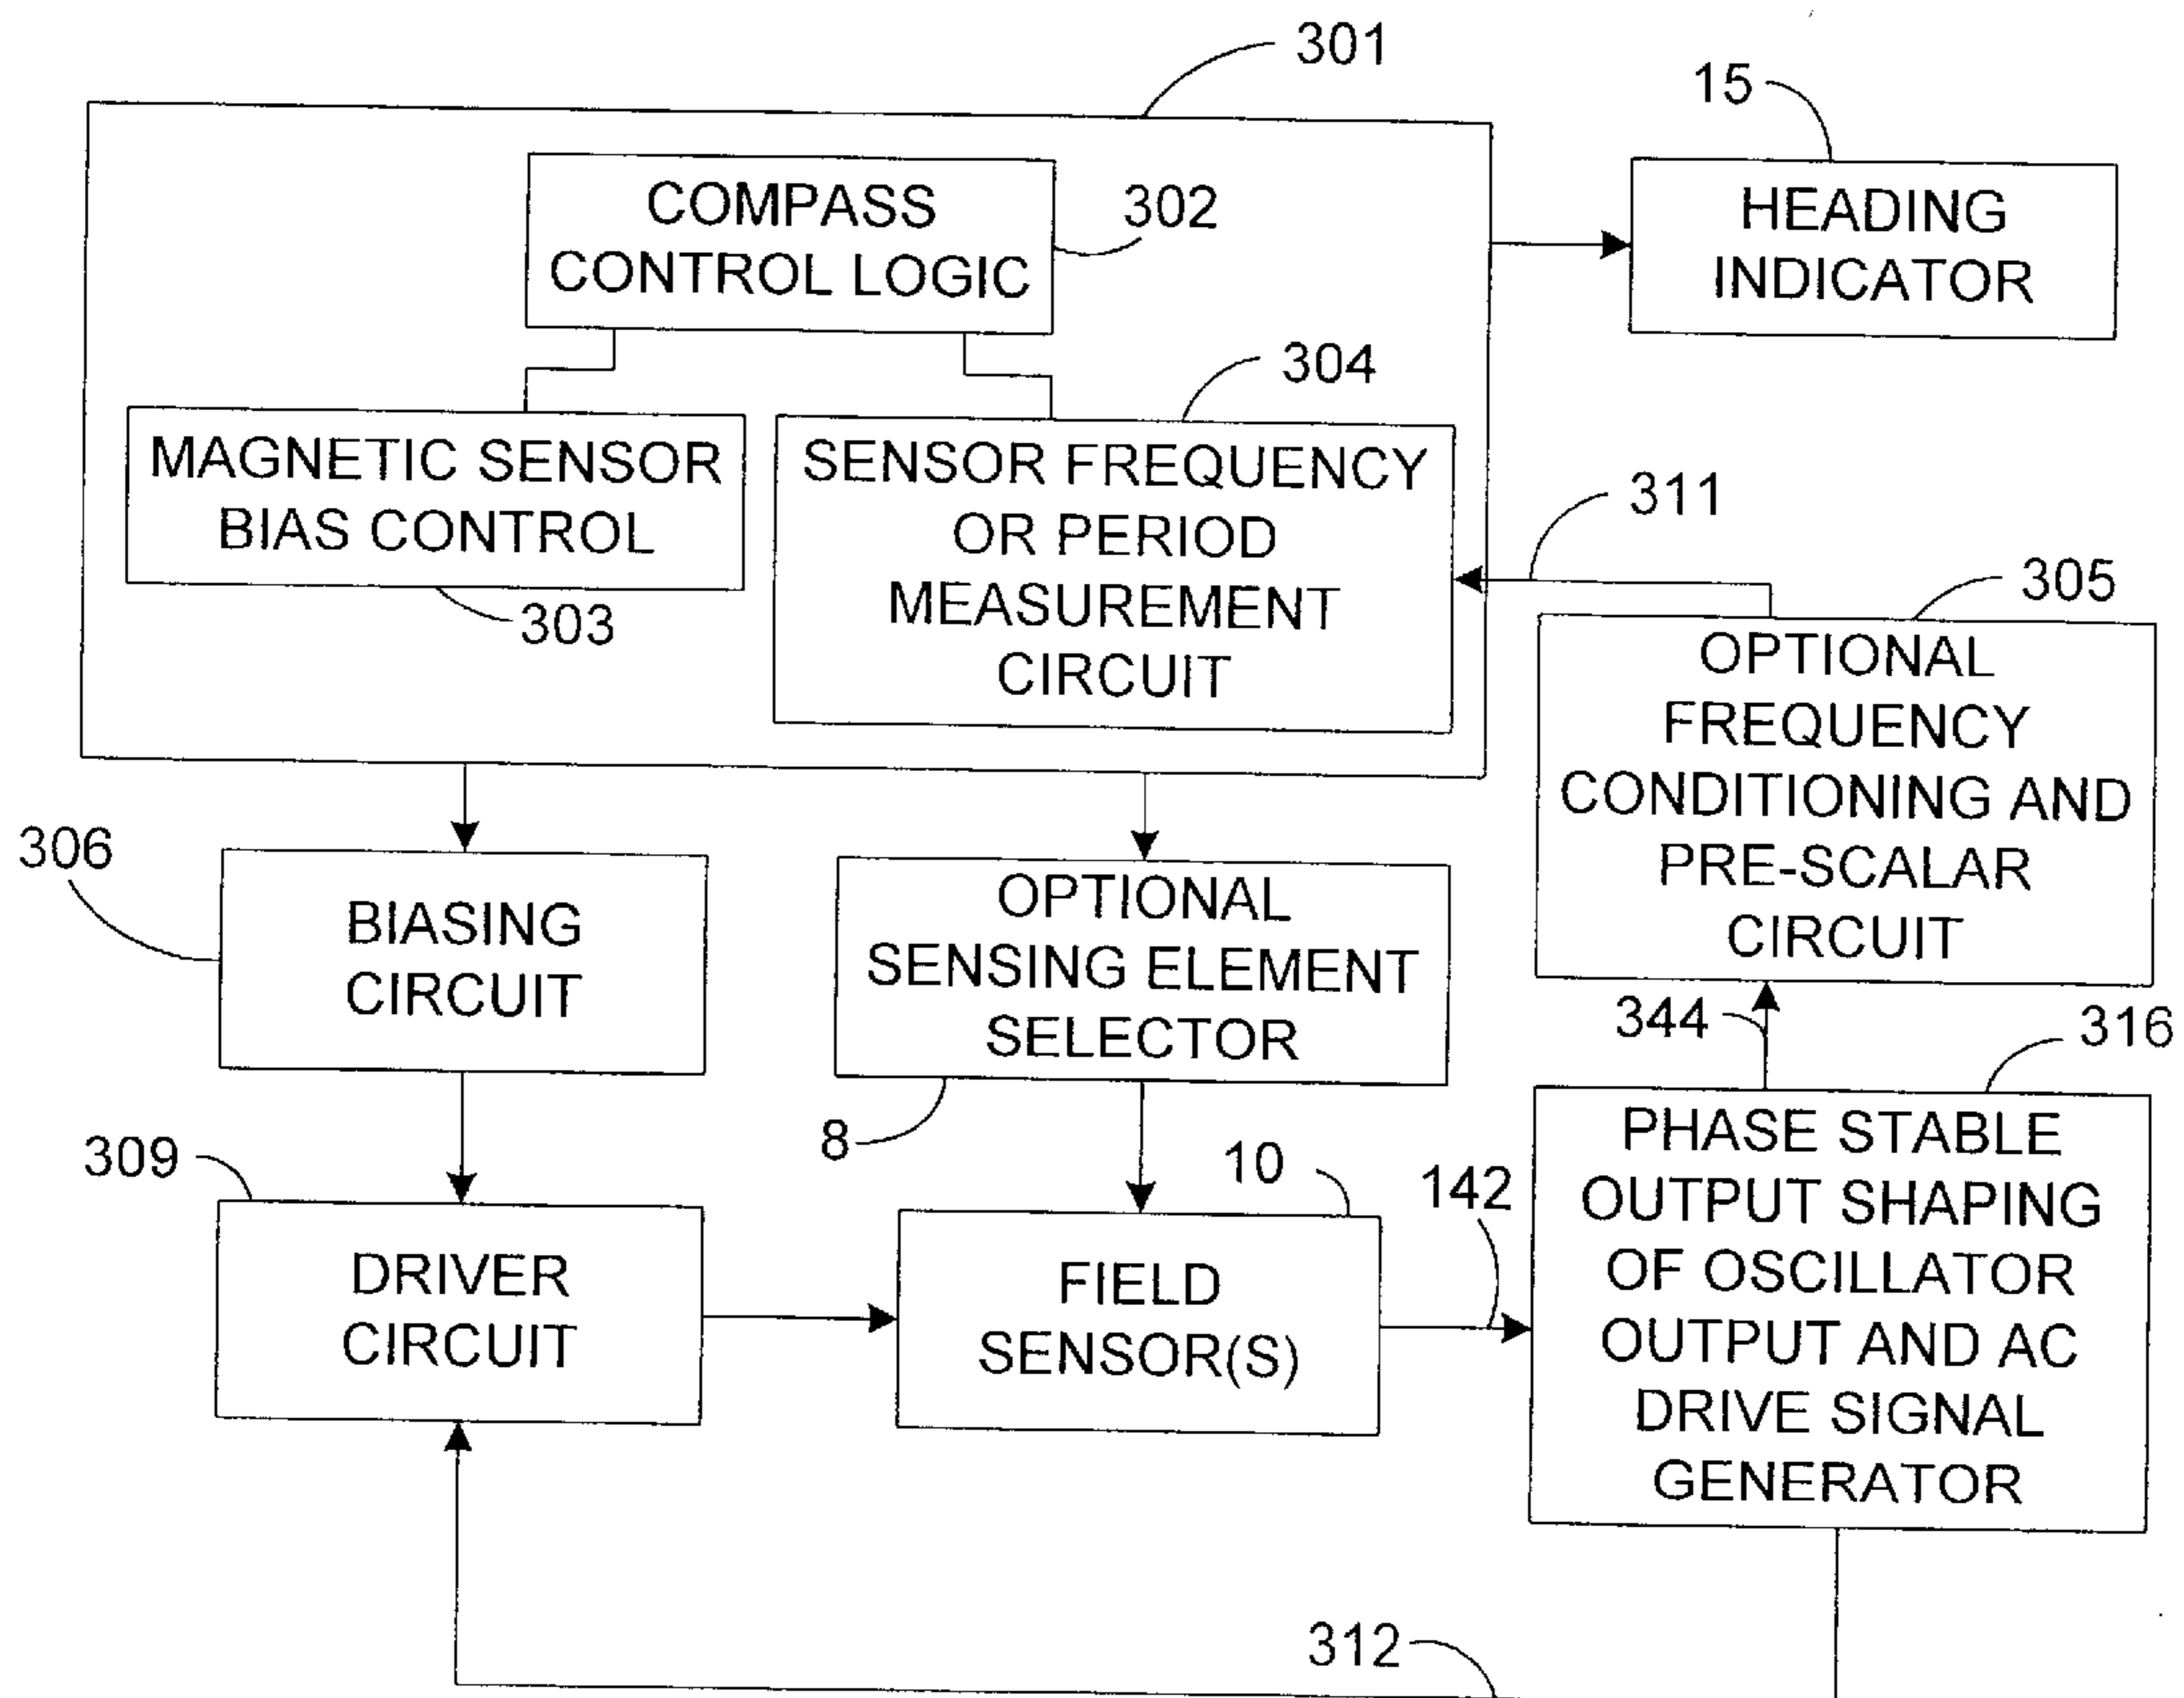 301
15
COMPASS
CONTROL LOGIC
302
HEADING
INDICATOR
304
MAGNETIC SENSOR
BIAS CONTROL
303
SENSOR FREQUENCY
OR PERIOD
MEASUREMENT
CIRCUIT
311
305
OPTIONAL
FREQUENCY
CONDITIONING AND
PRE-SCALAR
CIRCUIT
306
BIASING
CIRCUIT
OPTIONAL
SENSING ELEMENT
SELECTOR
8
344
316
309
DRIVER
CIRCUIT
10
FIELD
SENSOR(S)
142
PHASE STABLE
OUTPUT SHAPING
OF OSCILLATOR
OUTPUT AND AC
DRIVE SIGNAL
GENERATOR
312